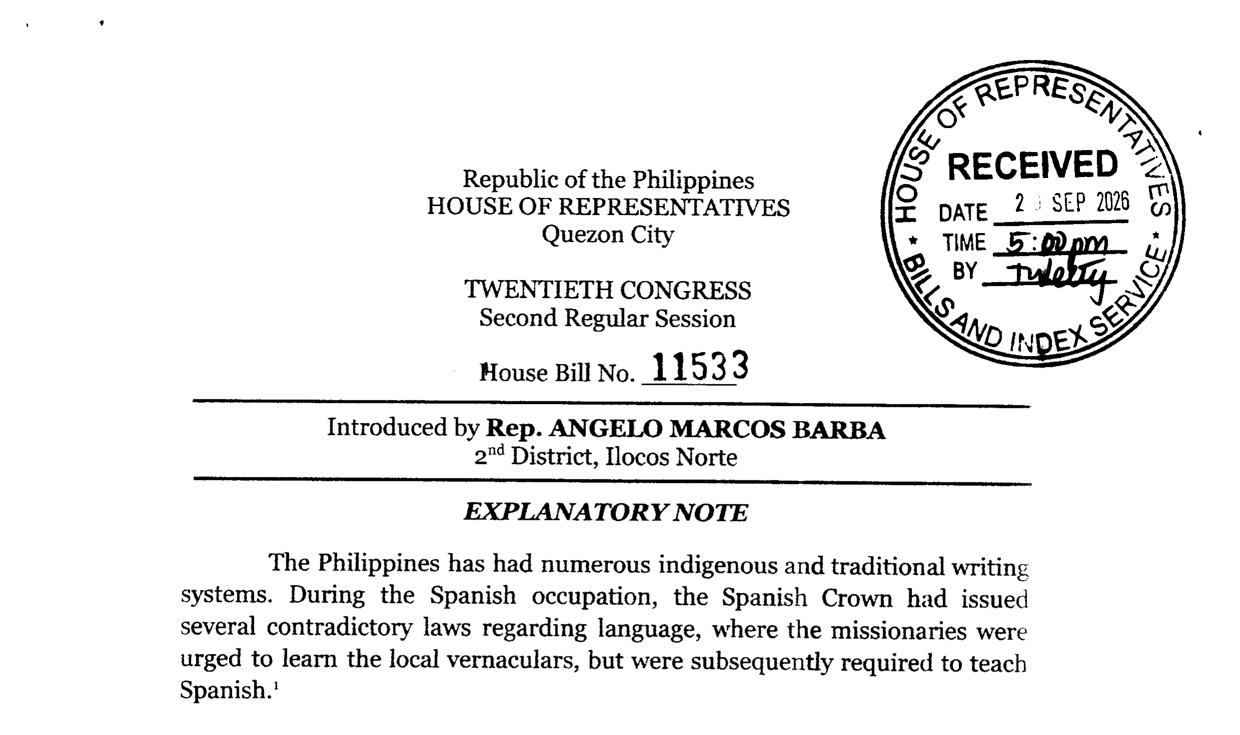 HOUSE OF REPRESENTATIVES
RECEIVED
DATE SEP 2026
TIME 5:00 pm
BY
BILLS AND INDEX SERVICE
Republic of the Philippines
HOUSE OF REPRESENTATIVES
Quezon City
TWENTIETH CONGRESS
Second Regular Session
House Bill No. 11533
Introduced by Rep. ANGELO MARCOS BARBA
2nd District, Ilocos Norte
EXPLANATORY NOTE
The Philippines has had numerous indigenous and traditional writing
systems. During the Spanish occupation, the Spanish Crown had issued
several contradictory laws regarding language, where the missionaries were
urged to learn the local vernaculars, but were subsequently required to teach
Spanish.¹